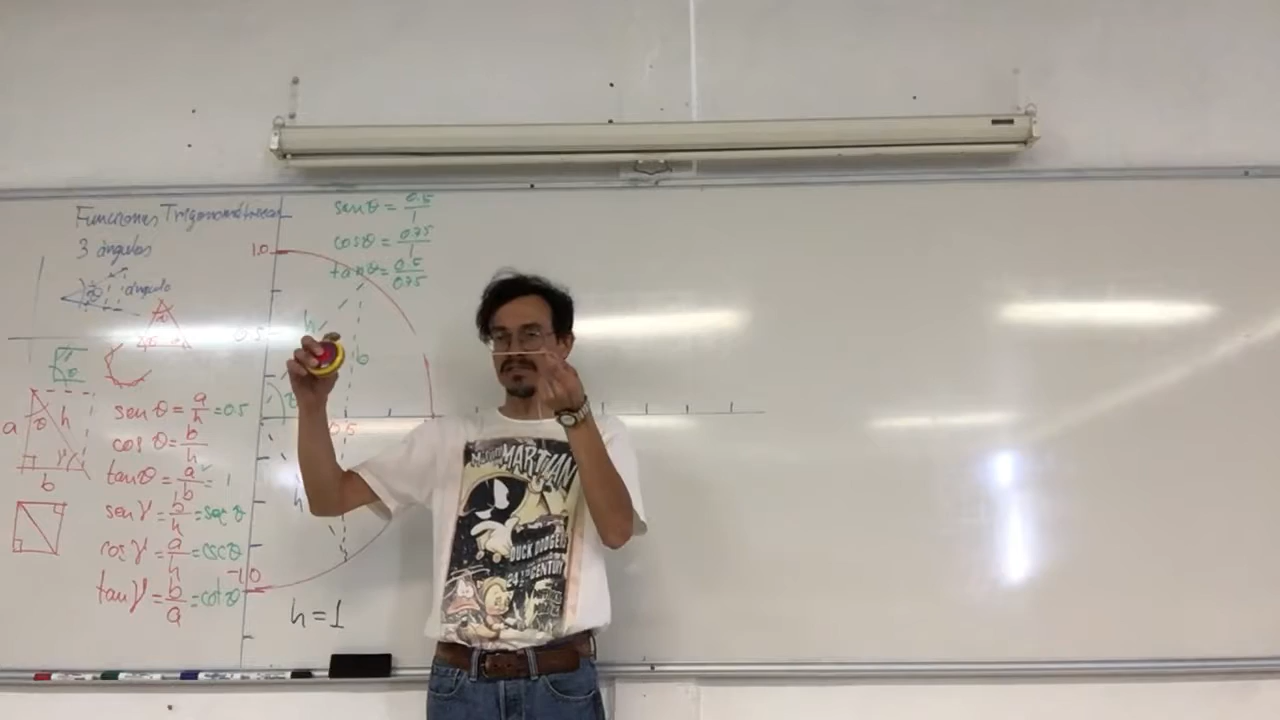 Funciones Trigonométricas
3 ángulos
ángulo
a
θ
h
b
sen θ = a/h = 0.5
cos θ = b/h
tan θ = a/b = 1
sen γ = b/h = sec θ
cos γ = a/h = csc θ
tan γ = b/a = cot θ
sen θ = 0.5/1
cos θ = 0.75/1
tan θ = 0.5/0.75
1.0
0.5
h
b
0.5
h
-1.0
h=1
MARTIAN
DUCK DODGERS
24½TH CENTURY